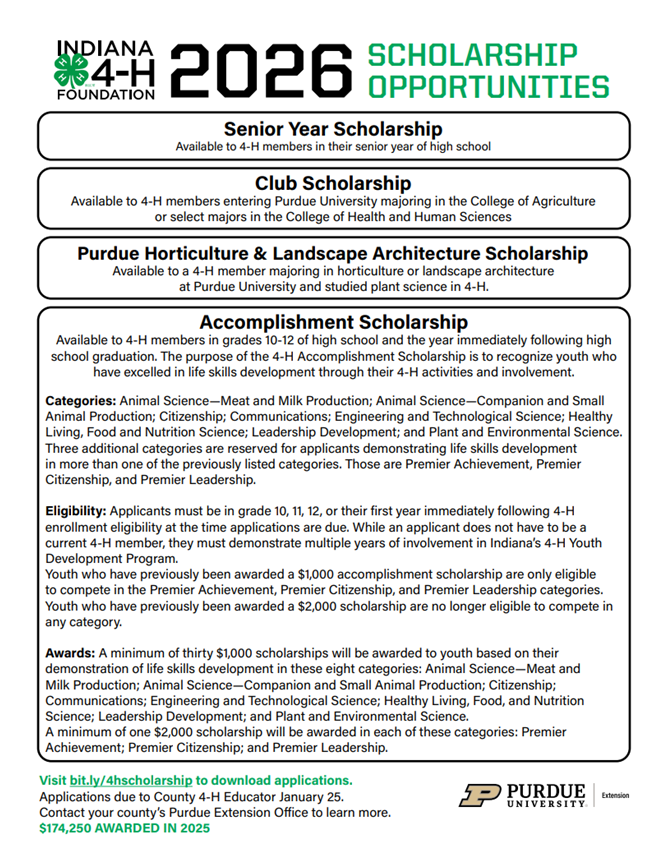 INDIANA
4-H
FOUNDATION
2026
SCHOLARSHIP
OPPORTUNITIES
Senior Year Scholarship
Available to 4-H members in their senior year of high school
Club Scholarship
Available to 4-H members entering Purdue University majoring in the College of Agriculture
or select majors in the College of Health and Human Sciences
Purdue Horticulture & Landscape Architecture Scholarship
Available to a 4-H member majoring in horticulture or landscape architecture
at Purdue University and studied plant science in 4-H.
Accomplishment Scholarship
Available to 4-H members in grades 10-12 of high school and the year immediately following high
school graduation. The purpose of the 4-H Accomplishment Scholarship is to recognize youth who
have excelled in life skills development through their 4-H activities and involvement.
Categories: Animal Science—Meat and Milk Production; Animal Science—Companion and Small
Animal Production; Citizenship; Communications; Engineering and Technological Science; Healthy
Living, Food and Nutrition Science; Leadership Development; and Plant and Environmental Science.
Three additional categories are reserved for applicants demonstrating life skills development
in more than one of the previously listed categories. Those are Premier Achievement, Premier
Citizenship, and Premier Leadership.
Eligibility: Applicants must be in grade 10, 11, 12, or their first year immediately following 4-H
enrollment eligibility at the time applications are due. While an applicant does not have to be a
current 4-H member, they must demonstrate multiple years of involvement in Indiana's 4-H Youth
Development Program.
Youth who have previously been awarded a $1,000 accomplishment scholarship are only eligible
to compete in the Premier Achievement, Premier Citizenship, and Premier Leadership categories.
Youth who have previously been awarded a $2,000 scholarship are no longer eligible to compete in
any category.
Awards: A minimum of thirty $1,000 scholarships will be awarded to youth based on their
demonstration of life skills development in these eight categories: Animal Science—Meat and
Milk Production; Animal Science—Companion and Small Animal Production; Citizenship;
Communications; Engineering and Technological Science; Healthy Living, Food, and Nutrition
Science; Leadership Development; and Plant and Environmental Science.
A minimum of one $2,000 scholarship will be awarded in each of these categories: Premier
Achievement; Premier Citizenship; and Premier Leadership.
Visit bit.ly/4hscholarship to download applications.
Applications due to County 4-H Educator January 25.
Contact your county's Purdue Extension Office to learn more.
$174,250 AWARDED IN 2025
P PURDUE
UNIVERSITY
Extension